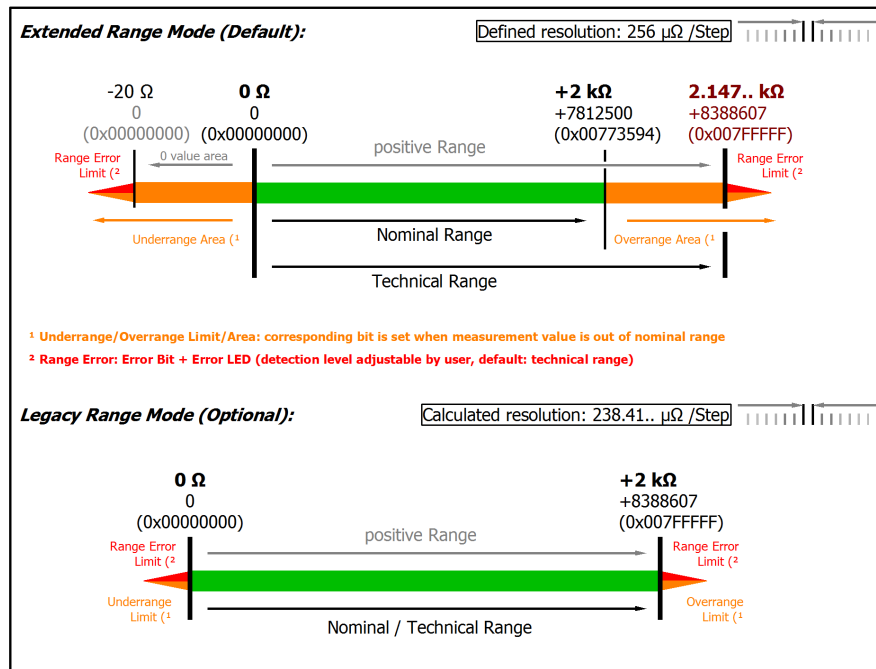 Extended Range Mode (Default):
Defined resolution: 256 µΩ /Step
-20 Ω
0
(0x00000000)
0 Ω
0
(0x00000000)
+2 kΩ
+7812500
(0x00773594)
2.147.. kΩ
+8388607
(0x007FFFFF)
Range Error
Limit (²
0 value area
positive Range
Range Error
Limit (²
Underrange Area (¹
Nominal Range
Overrange Area (¹
Technical Range
¹ Underrange/Overrange Limit/Area: corresponding bit is set when measurement value is out of nominal range
² Range Error: Error Bit + Error LED (detection level adjustable by user, default: technical range)
Legacy Range Mode (Optional):
Calculated resolution: 238.41.. µΩ /Step
0 Ω
0
(0x00000000)
+2 kΩ
+8388607
(0x007FFFFF)
Range Error
Limit (²
positive Range
Range Error
Limit (²
Underrange
Limit (¹
Nominal / Technical Range
Overrange
Limit (¹